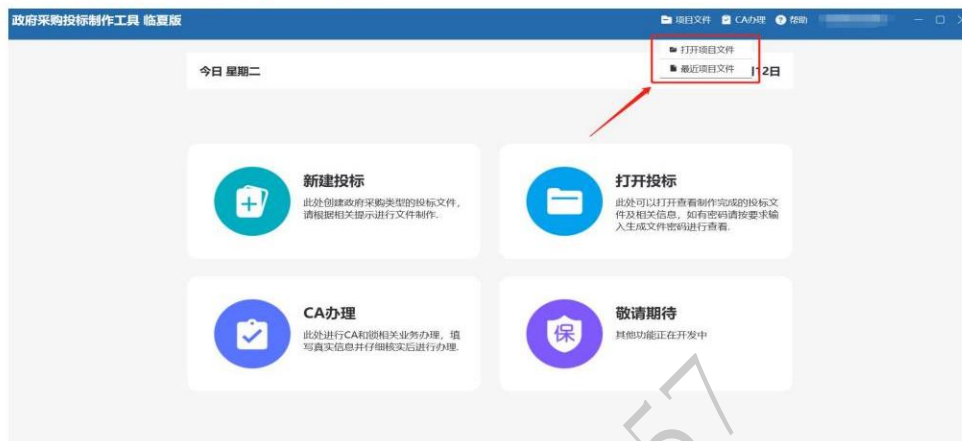 政府采购投标制作工具 临夏版
项目文件 CA办理 帮助
打开项目文件
最近项目文件
今日 星期二
12日
新建投标
此处创建政府采购类型的投标文件,
请根据相关提示进行文件制作.
打开投标
此处可以打开查看制作完成的投标文
件及相关信息, 如有密码请按要求输
入生成文件密码进行查看.
CA办理
此处进行CA和锁相关业务办理, 填
写真实信息并仔细核实后进行办理.
敬请期待
保
其他功能正在开发中
57